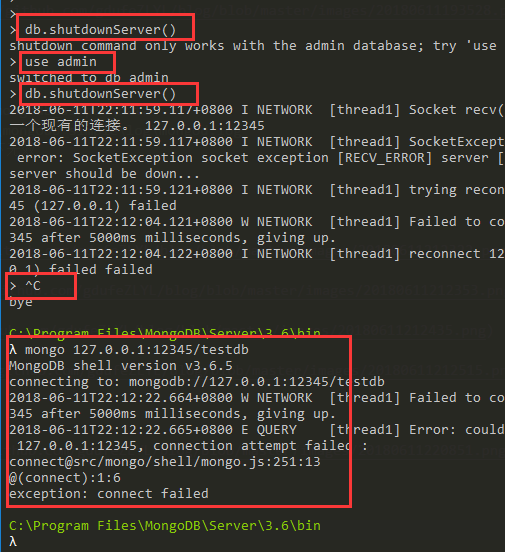 >
> db.shutdownServer()
shutdown command only works with the admin database; try 'use
> use admin
switched to db admin
> db.shutdownServer()
2018-06-11T22:11:59.117+0800 I NETWORK  [thread1] Socket recv(
一个现有的连接。 127.0.0.1:12345
2018-06-11T22:11:59.117+0800 I NETWORK  [thread1] SocketExcept
 error: SocketException socket exception [RECV_ERROR] server [
server should be down...
2018-06-11T22:11:59.121+0800 I NETWORK  [thread1] trying recon
45 (127.0.0.1) failed
2018-06-11T22:12:04.121+0800 W NETWORK  [thread1] Failed to co
345 after 5000ms milliseconds, giving up.
2018-06-11T22:12:04.122+0800 I NETWORK  [thread1] reconnect 12
0.1) failed failed
> ^C
bye
C:\Program Files\MongoDB\Server\3.6\bin
λ mongo 127.0.0.1:12345/testdb
MongoDB shell version v3.6.5
connecting to: mongodb://127.0.0.1:12345/testdb
2018-06-11T22:12:22.664+0800 W NETWORK  [thread1] Failed to co
345 after 5000ms milliseconds, giving up.
2018-06-11T22:12:22.665+0800 E QUERY    [thread1] Error: could
 127.0.0.1:12345, connection attempt failed :
connect@src/mongo/shell/mongo.js:251:13
@(connect):1:6
exception: connect failed
C:\Program Files\MongoDB\Server\3.6\bin
λ